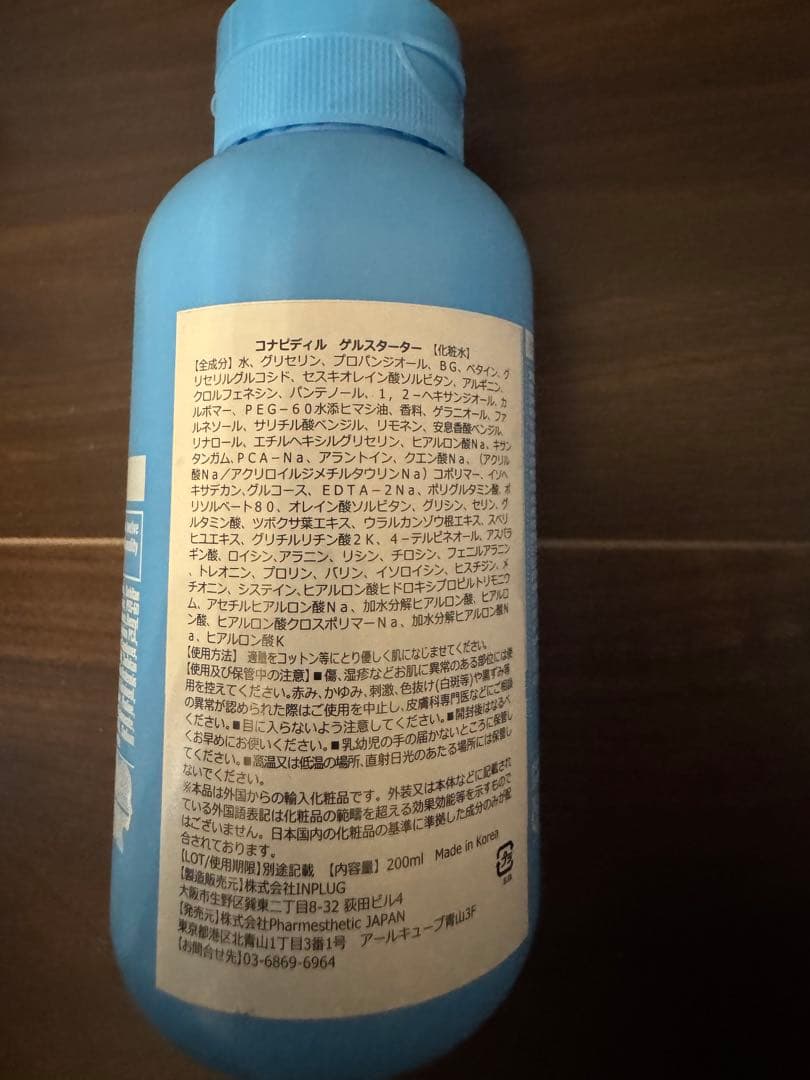 コナピディル ゲルスターター 【化粧水】
【全成分】水、グリセリン、プロパンジオール、BG、ベタイン、グ
リセリルグルコシド、セスキオレイン酸ソルビタン、アルギニン、
クロルフェネシン、パンテノール、1,2-ヘキサンジオール、カ
ルボマー、PEG-60水添ヒマシ油、香料、ゲラニオール、ファ
ルネソール、サリチル酸ベンジル、リモネン、安息香酸ベンジル、
リナロール、エチルヘキシルグリセリン、ヒアルロン酸Na、キサン
タンガム、PCA-Na、アラントイン、クエン酸Na、(アクリル
酸Na/アクリロイルジメチルタウリンNa)コポリマー、イソヘ
キサデカン、グルコース、EDTA-2Na、ポリグルタミン酸、ポ
リソルベート80、オレイン酸ソルビタン、グリシン、セリン、グ
ルタミン酸、ツボクサ葉エキス、ウラルカンゾウ根エキス、スベリ
ヒユエキス、グリチルリチン酸2K、4-テルピネオール、アスパラ
ギン酸、ロイシン、アラニン、リシン、チロシン、フェニルアラニン
、トレオニン、プロリン、バリン、イソロイシン、ヒスチジン、メ
チオニン、システイン、ヒアルロン酸ヒドロキシプロピルトリモニウ
ム、アセチルヒアルロン酸Na、加水分解ヒアルロン酸、ヒアルロ
ン酸、ヒアルロン酸クロスポリマーNa、加水分解ヒアルロン酸N
a、ヒアルロン酸K
【使用方法】 適量をコットン等にとり優しく肌になじませてください。
【使用及び保管中の注意】■傷、湿疹などお肌に異常のある部位には使
用を控えてください。赤み、かゆみ、刺激、色抜け(白斑等)や黒ずみ等
の異常が認められた際はご使用を中止し、皮膚科専門医などにご相談
ください。■目に入らないよう注意してください。■開封後はなるべ
くお早めにお使いください。■乳幼児の手の届かないところに保管し
てください。■高温又は低温の場所、直射日光のあたる場所には保管し
ないでください。
※本品は外国からの輸入化粧品です。外装又は本体などに記載され
ている外国語表記は化粧品の範疇を超える効果効能等を示すもので
はございません。日本国内の化粧品の基準に準拠した成分のみが配
合されております。
【LOT/使用期限】別途記載 【内容量】200ml Made in Korea
【製造販売元】株式会社INPLUG
大阪市生野区巽東二丁目8-32 荻田ビル4
【発売元】株式会社Pharmesthetic JAPAN
東京都港区北青山1丁目3番1号 アールキューブ青山3F
【お問合せ先】03-6869-6964